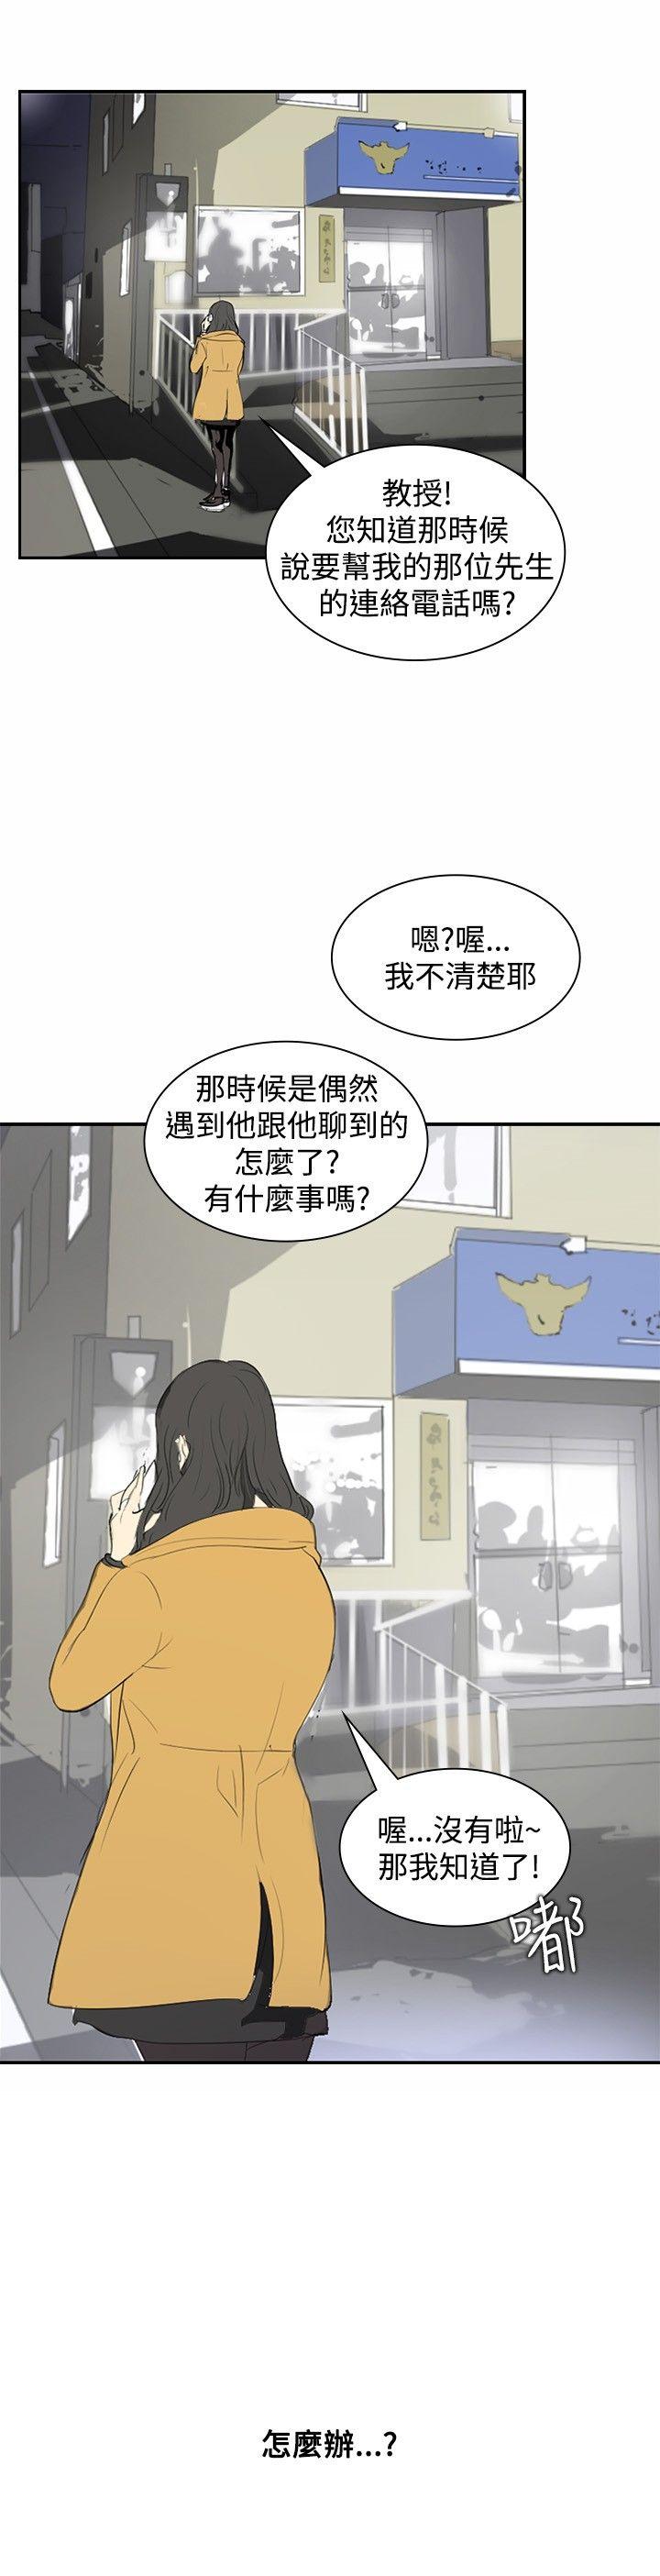 教授!
您知道那時候
說要幫我的那位先生
的連絡電話嗎?
嗯?喔...
我不清楚耶
那時候是偶然
遇到他跟他聊到的
怎麼了?
有什麼事嗎?
喔...沒有啦~
那我知道了!
嘟
怎麼辦...?